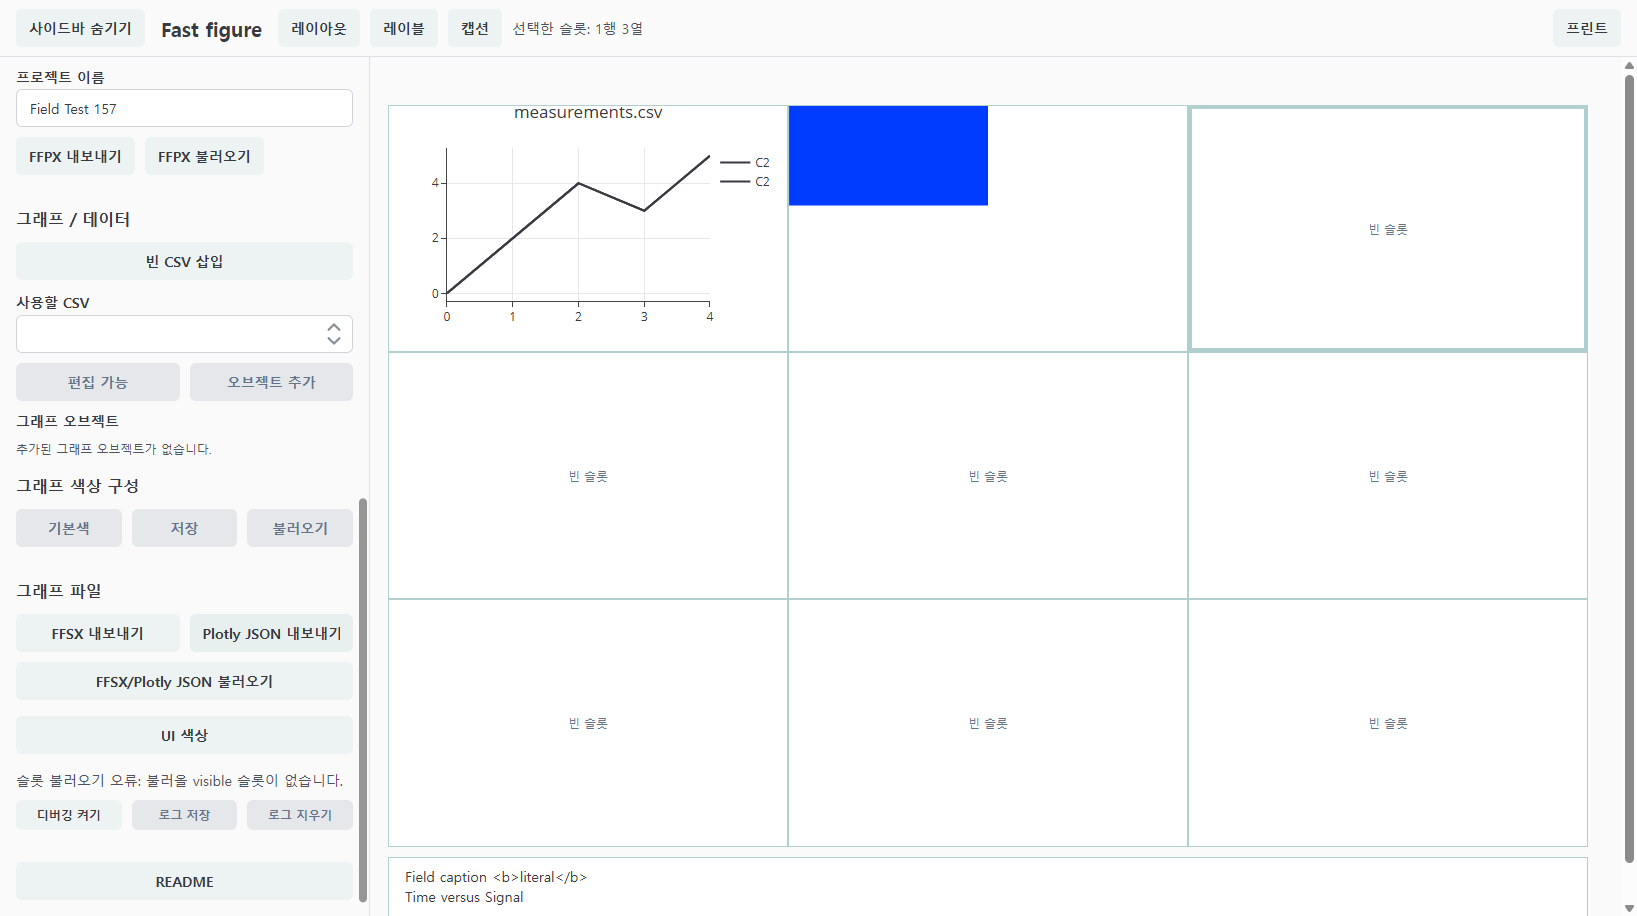 사이드바 숨기기
Fast figure
레이아웃
레이블
캡션
선택한 슬롯: 1행 3열
프린트
프로젝트 이름
Field Test 157
FFPX 내보내기
FFPX 불러오기
그래프 / 데이터
빈 CSV 삽입
사용할 CSV
편집 가능
오브젝트 추가
그래프 오브젝트
추가된 그래프 오브젝트가 없습니다.
그래프 색상 구성
기본색
저장
불러오기
그래프 파일
FFSX 내보내기
Plotly JSON 내보내기
FFSX/Plotly JSON 불러오기
UI 색상
슬롯 불러오기 오류: 불러올 visible 슬롯이 없습니다.
디버깅 켜기
로그 저장
로그 지우기
README
measurements.csv
C2
C2
4
2
0
0
1
2
3
4
빈 슬롯
빈 슬롯
빈 슬롯
빈 슬롯
빈 슬롯
빈 슬롯
빈 슬롯
Field caption <b>literal</b>
Time versus Signal